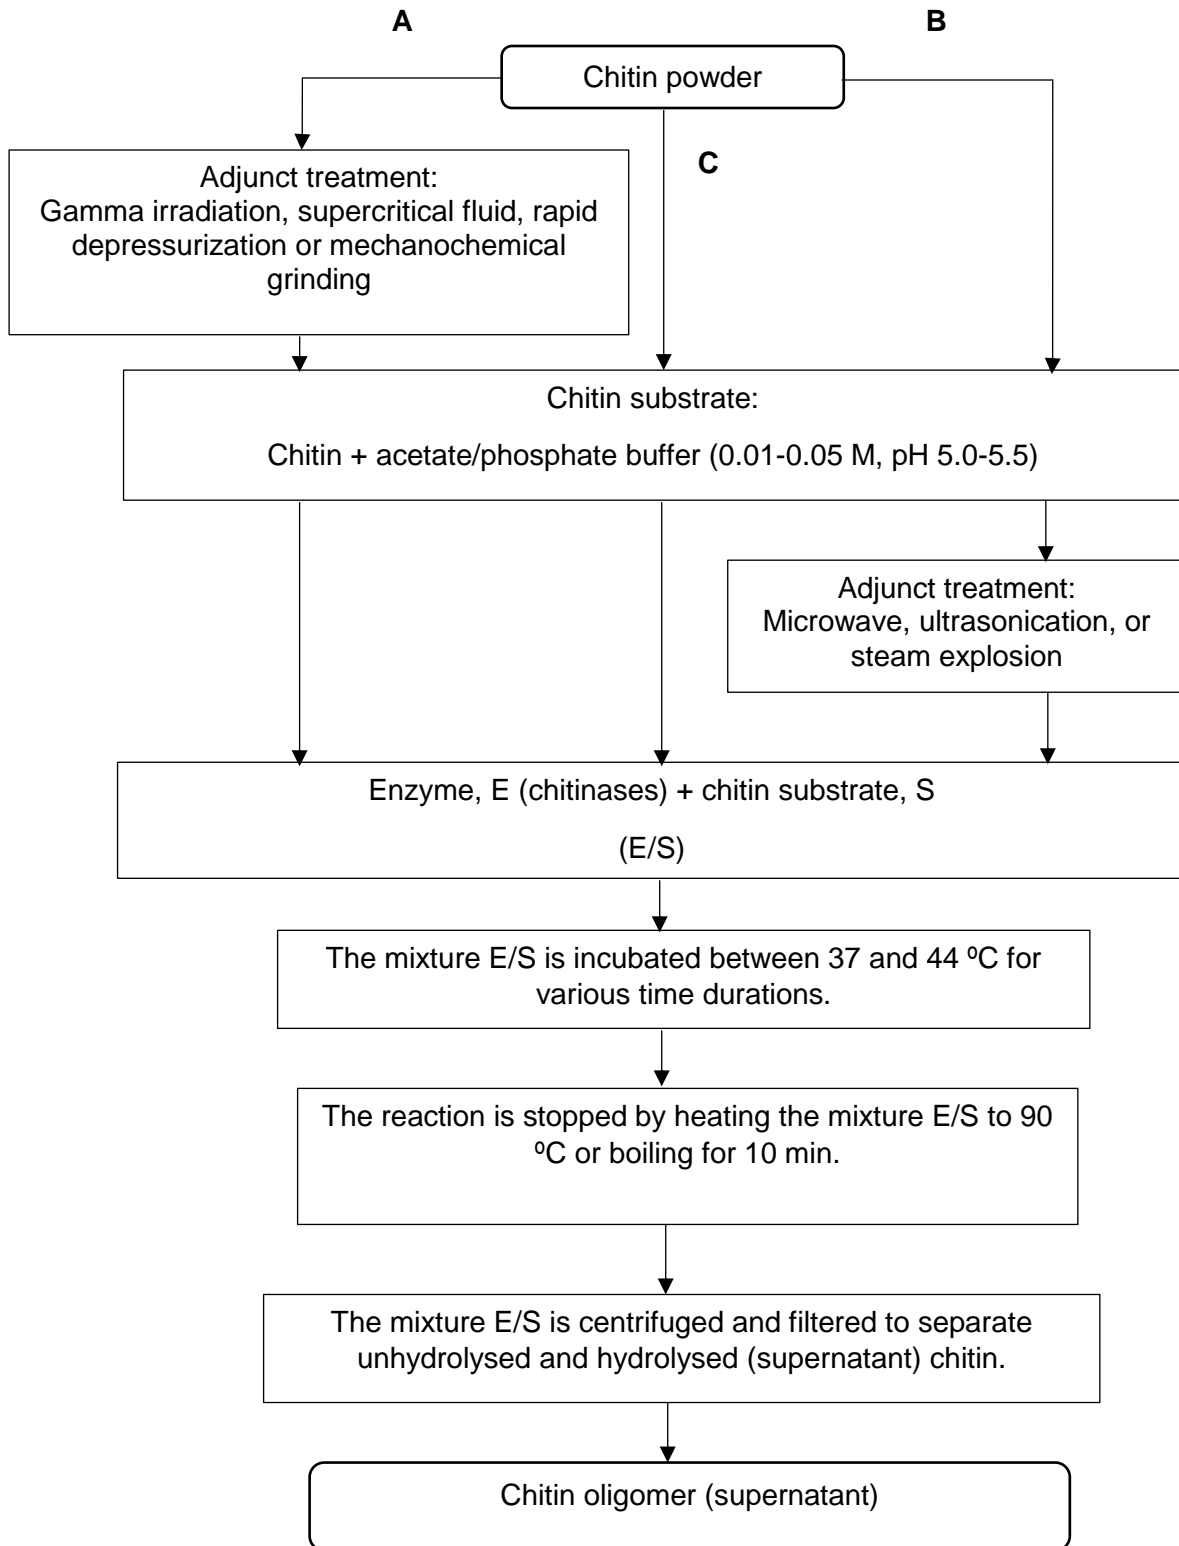 A
B
Chitin powder
C
Adjunct treatment:
Gamma irradiation, supercritical fluid, rapid
depressurization or mechanochemical
grinding
Chitin substrate:
Chitin + acetate/phosphate buffer (0.01-0.05 M, pH 5.0-5.5)
Adjunct treatment:
Microwave, ultrasonication, or
steam explosion
Enzyme, E (chitinases) + chitin substrate, S
(E/S)
The mixture E/S is incubated between 37 and 44 ⁰C for
various time durations.
The reaction is stopped by heating the mixture E/S to 90
⁰C or boiling for 10 min.
The mixture E/S is centrifuged and filtered to separate
unhydrolysed and hydrolysed (supernatant) chitin.
Chitin oligomer (supernatant)